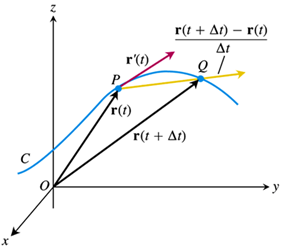 z
r(t + Δt) − r(t)
Δt
r′(t)
P
Q
r(t)
C
r(t + Δt)
O
y
x